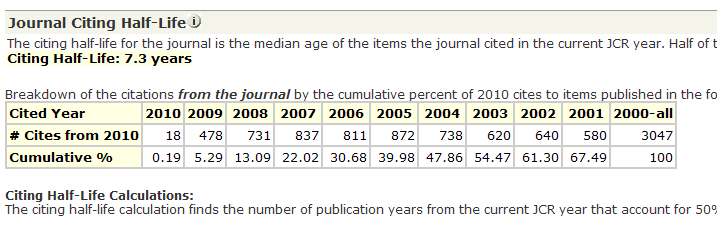 Journal Citing Half-Life
The citing half-life for the journal is the median age of the items the journal cited in the current JCR year. Half of
Citing Half-Life: 7.3 years
Breakdown of the citations from the journal by the cumulative percent of 2010 cites to items published in the
Cited Year 2010 2009 2008 2007 2006 2005 2004 2003 2002 2001 2000-all
# Cites from 2010 18 478 731 837 811 872 738 620 640 580 3047
Cumulative % 0.19 5.29 13.09 22.02 30.68 39.98 47.86 54.47 61.30 67.49 100
Citing Half-Life Calculations:
The citing half-life calculation finds the number of publication years from the current JCR year that account for 50%